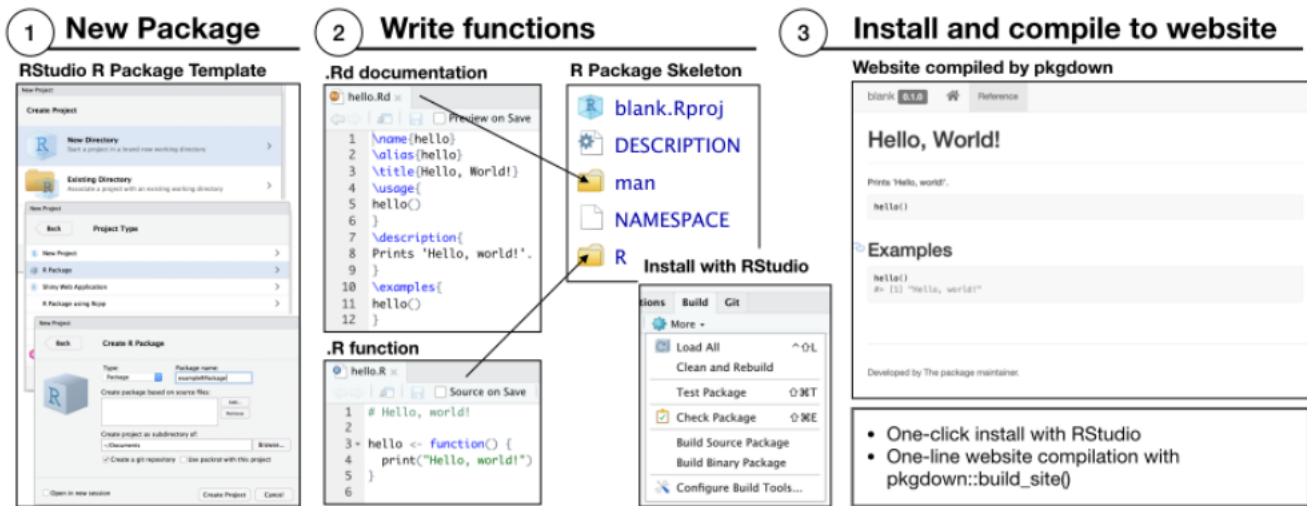 1 New Package
RStudio R Package Template
New Project
Create Project
New Directory
Start a project in a brand new working directory
Existing Directory
Associate a project with an existing working directory
New Project
Back Project Type
New Project
R Package
Shiny Web Application
R Package using Rcpp
New Project
Back Create R Package
Type: Package name:
Package exampleRPackage
Create package based on source files:
Add...
Remove
Create project as subdirectory of:
~/Documents Browse...
Create a git repository Use packrat with this project
Open in new session Create Project Cancel
2 Write functions
.Rd documentation
hello.Rd
Preview on Save
1 \name{hello}
2 \alias{hello}
3 \title{Hello, World!}
4 \usage{
5 hello()
6 }
7 \description{
8 Prints 'Hello, world!'.
9 }
10 \examples{
11 hello()
12 }
.R function
hello.R
Source on Save
1 # Hello, world!
2
3 hello <- function() {
4 print("Hello, world!")
5 }
6
R Package Skeleton
blank.Rproj
DESCRIPTION
man
NAMESPACE
R
Install with RStudio
tions Build Git
More
Load All ^⇧L
Clean and Rebuild
Test Package ⇧⌘T
Check Package ⇧⌘E
Build Source Package
Build Binary Package
Configure Build Tools...
3 Install and compile to website
Website compiled by pkgdown
blank 0.1.0 Reference
Hello, World!
Prints 'Hello, world!'.
hello()
Examples
hello()
#> [1] "Hello, world!"
Developed by The package maintainer.
• One-click install with RStudio
• One-line website compilation with
pkgdown::build_site()